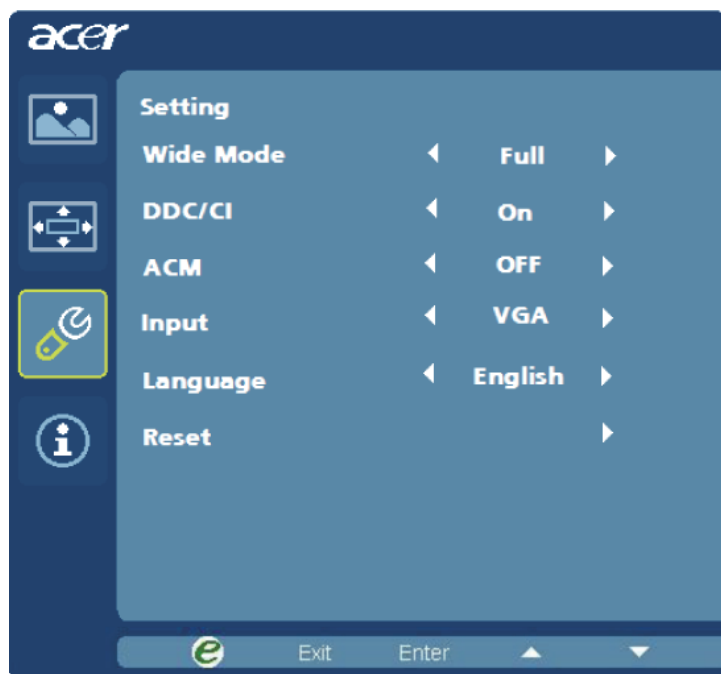 acer
Setting
Wide Mode Full
DDC/CI On
ACM OFF
Input VGA
Language English
Reset
e Exit Enter